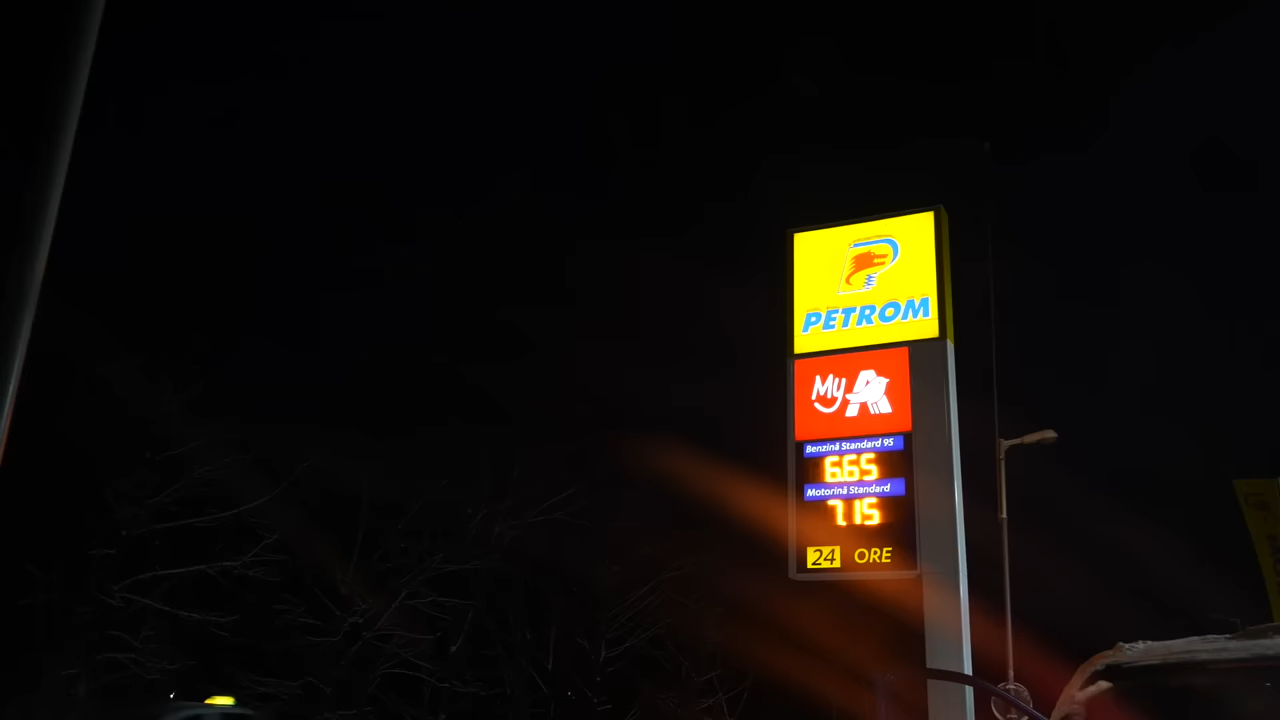 PETROM
My
Benzină Standard 95
6.65
Motorină Standard
7.15
24 ORE